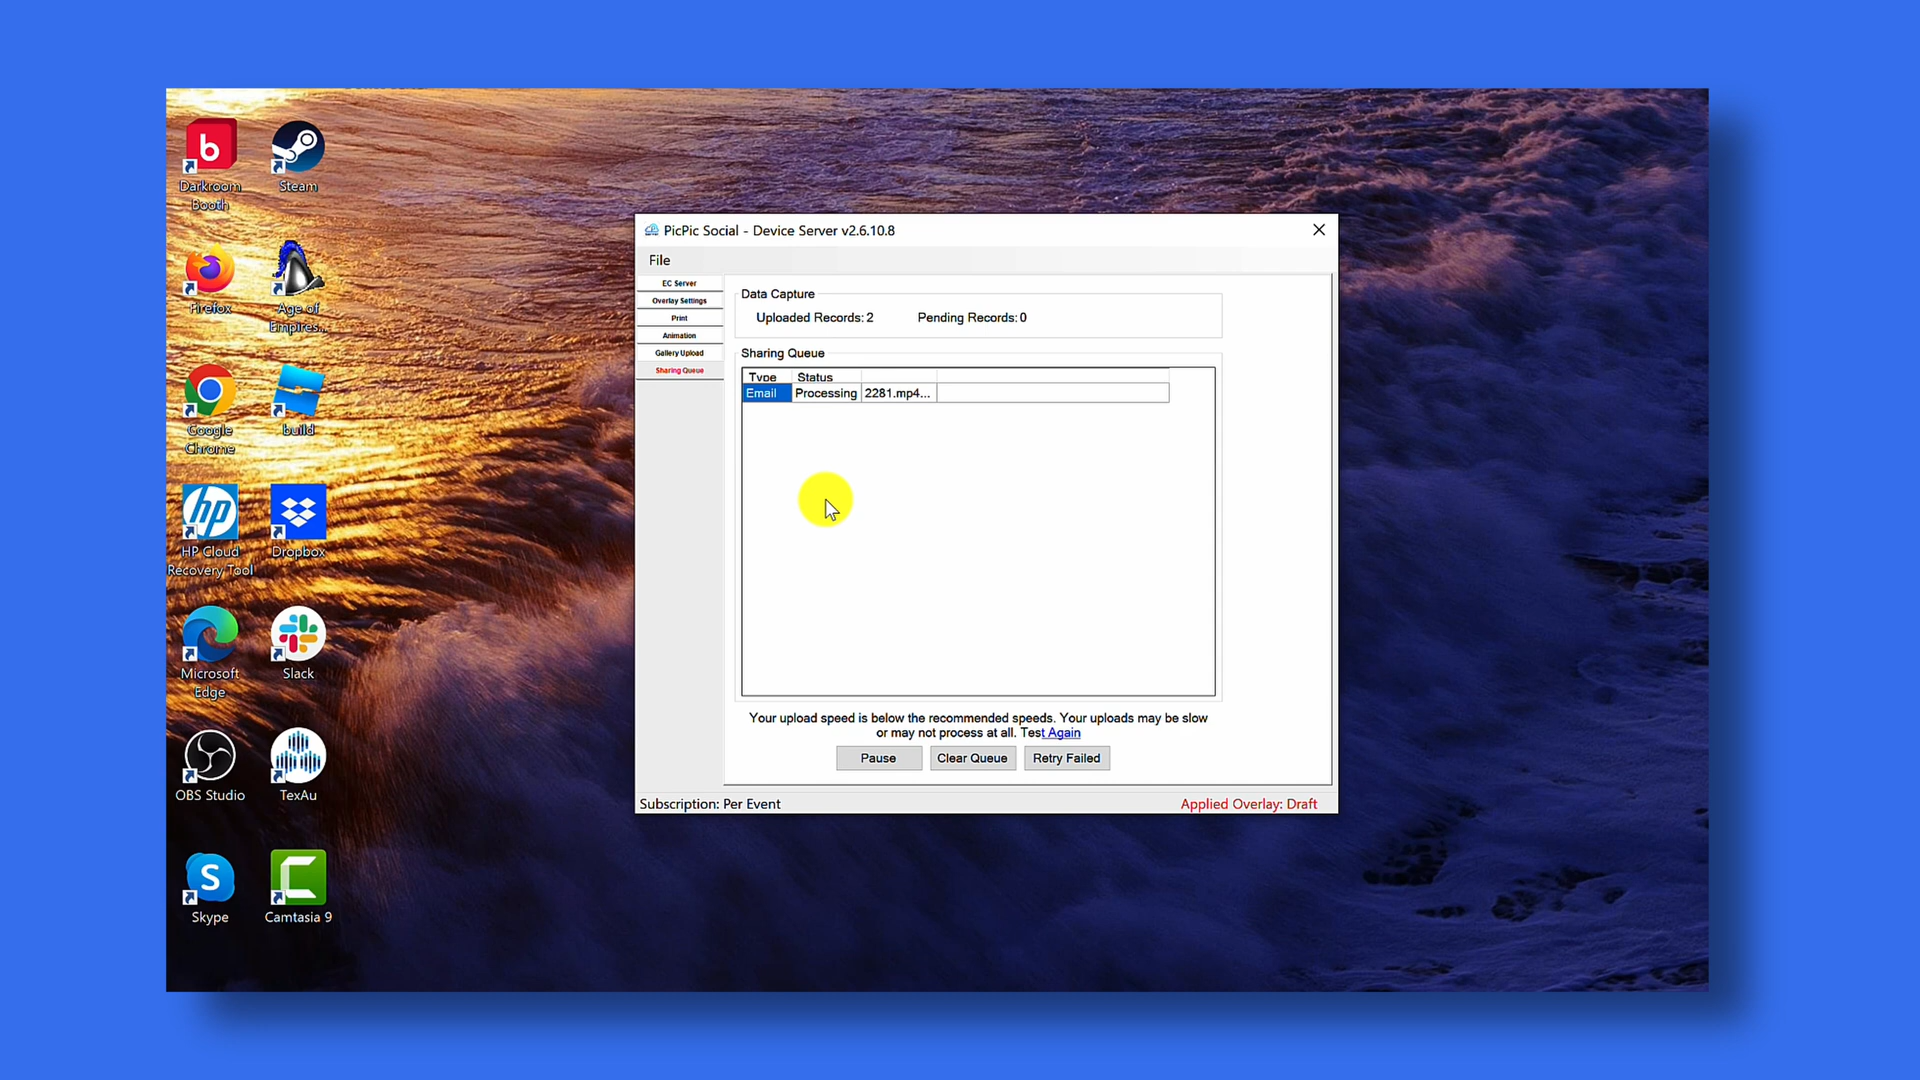 Darkroom
Booth
Steam
Firefox
Age of
Empires...
Google
Chrome
build
HP Cloud
Recovery Tool
Dropbox
Microsoft
Edge
Slack
OBS Studio
TexAu
Skype
Camtasia 9
PicPic Social - Device Server v2.6.10.8
File
EC Server
Overlay Settings
Print
Animation
Gallery Upload
Sharing Queue
Data Capture
Uploaded Records: 2 Pending Records: 0
Sharing Queue
Type Status
Email Processing 2281.mp4...
Your upload speed is below the recommended speeds. Your uploads may be slow
or may not process at all. Test Again
Pause Clear Queue Retry Failed
Subscription: Per Event Applied Overlay: Draft